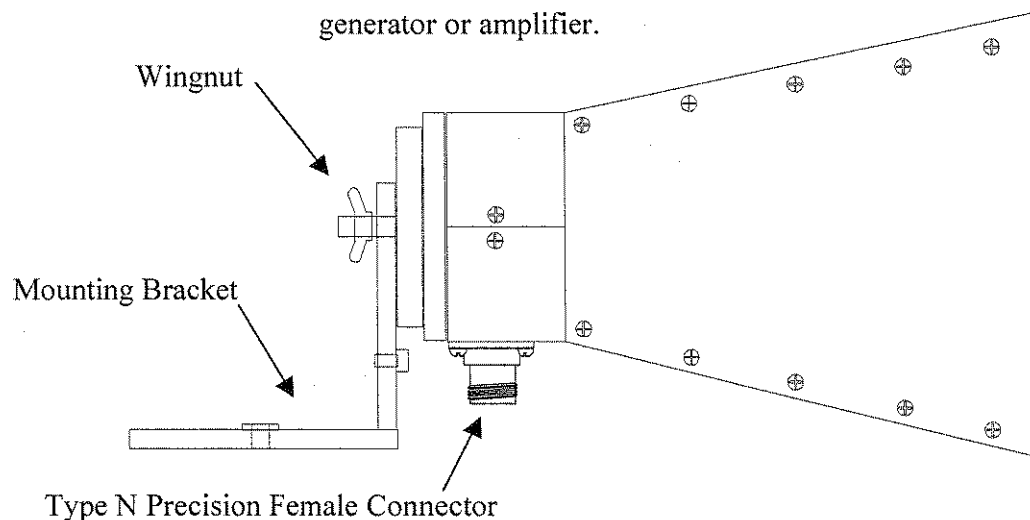 generator or amplifier.
Wingnut
Mounting Bracket
Type N Precision Female Connector